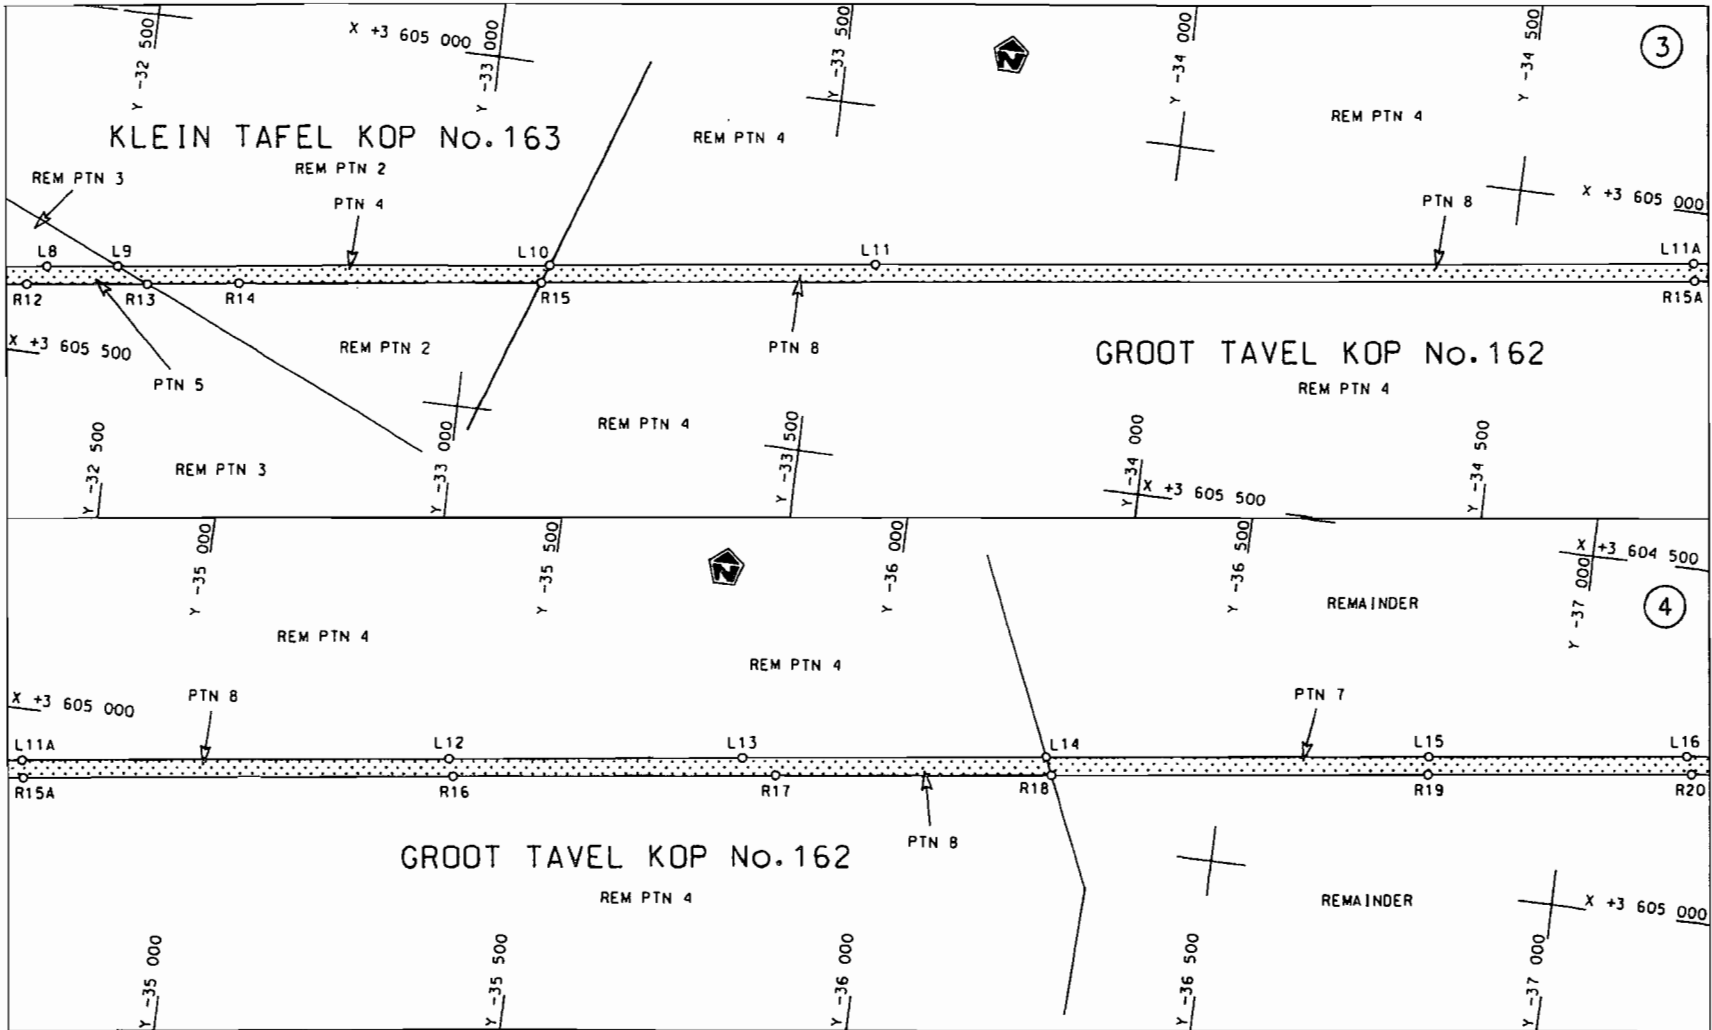 Y -32 500
X +3 605 000
Y -33 000
Y -33 500
N
Y -34 000
Y -34 500
3
KLEIN TAFEL KOP No.163
REM PTN 4
REM PTN 4
REM PTN 3
REM PTN 2
PTN 4
PTN 8
X +3 605 000
L8
L9
L10
L11
L11A
R12
R13
R14
R15
R15A
X +3 605 500
PTN 5
REM PTN 2
PTN 8
GROOT TAVEL KOP No.162
REM PTN 4
REM PTN 4
REM PTN 3
Y -32 500
Y -33 000
Y -33 500
Y -34 000
X +3 605 500
Y -34 500
Y -35 000
Y -35 500
N
Y -36 000
Y -36 500
X +3 604 500
Y -37 000
4
REMAINDER
REM PTN 4
REM PTN 4
X +3 605 000
PTN 8
PTN 7
L11A
L12
L13
L14
L15
L16
R15A
R16
R17
R18
R19
R20
PTN 8
GROOT TAVEL KOP No.162
REM PTN 4
REMAINDER
X +3 605 000
Y -35 000
Y -35 500
Y -36 000
Y -36 500
Y -37 000